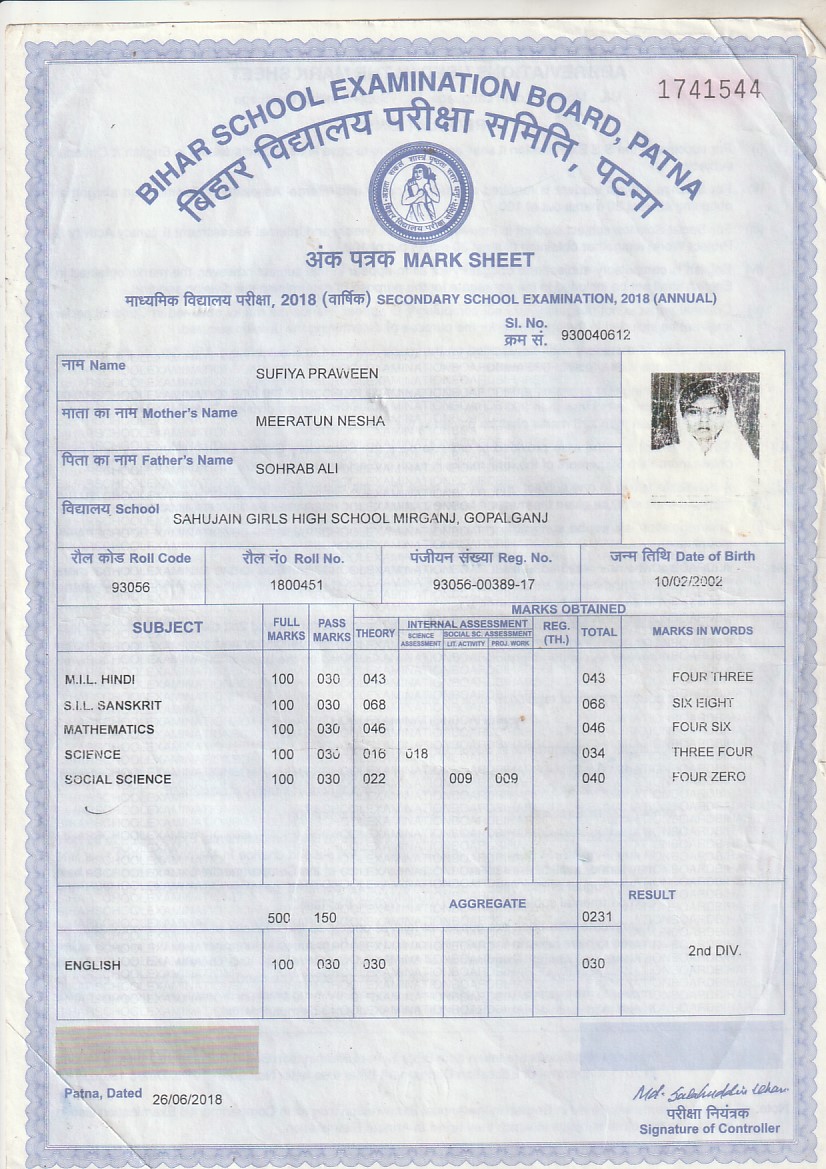 1741544
BIHAR SCHOOL EXAMINATION BOARD, PATNA
बिहार विद्यालय परीक्षा समिति, पटना
अंक पत्रक MARK SHEET
माध्यमिक विद्यालय परीक्षा, 2018 (वार्षिक) SECONDARY SCHOOL EXAMINATION, 2018 (ANNUAL)
Sl. No.
क्रम सं. 930040612
नाम Name SUFIYA PRAWEEN
माता का नाम Mother's Name MEERATUN NESHA
पिता का नाम Father's Name SOHRAB ALI
विद्यालय School SAHUJAIN GIRLS HIGH SCHOOL MIRGANJ, GOPALGANJ
रौल कोड Roll Code रौल नं0 Roll No. पंजीयन संख्या Reg. No. जन्म तिथि Date of Birth
93056 1800451 93056-00389-17 10/02/2002
MARKS OBTAINED
SUBJECT FULL MARKS PASS MARKS THEORY INTERNAL ASSESSMENT REG. (TH.) TOTAL MARKS IN WORDS
SCIENCE ASSESSMENT SOCIAL SC. ASSESSMENT
LIT. ACTIVITY PROJ. WORK
M.I.L. HINDI 100 030 043 043 FOUR THREE
S.I.L. SANSKRIT 100 030 068 068 SIX EIGHT
MATHEMATICS 100 030 046 046 FOUR SIX
SCIENCE 100 030 016 018 034 THREE FOUR
SOCIAL SCIENCE 100 030 022 009 009 040 FOUR ZERO
AGGREGATE RESULT
500 150 0231
2nd DIV.
ENGLISH 100 030 030 030
Patna, Dated 26/06/2018
परीक्षा नियंत्रक
Signature of Controller